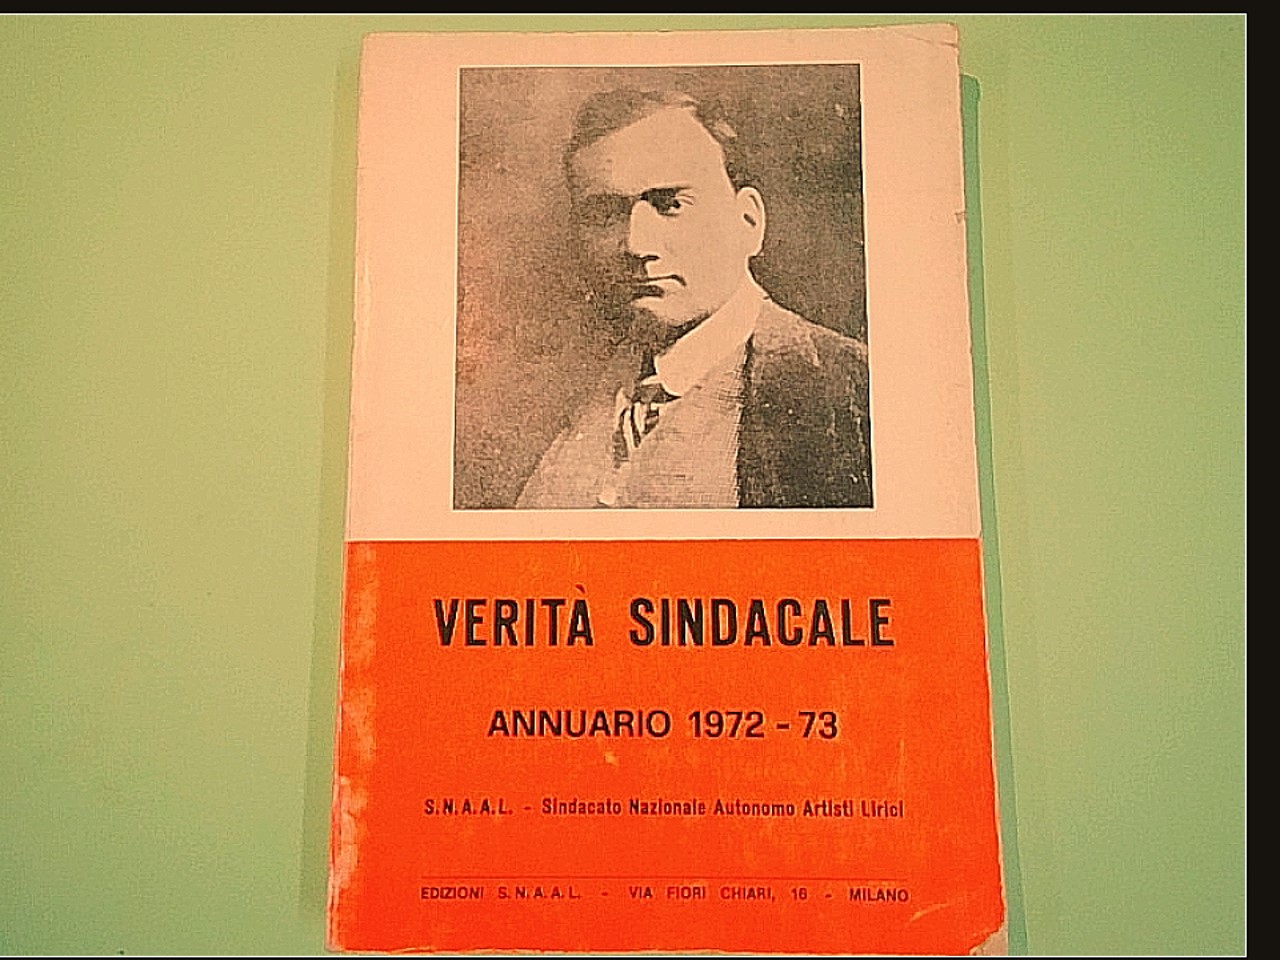 VERITÀ SINDACALE
ANNUARIO 1972 - 73
S.N.A.A.L. - Sindacato Nazionale Autonomo Artisti Lirici
EDIZIONI S.N.A.A.L. - VIA FIORI CHIARI, 16 - MILANO